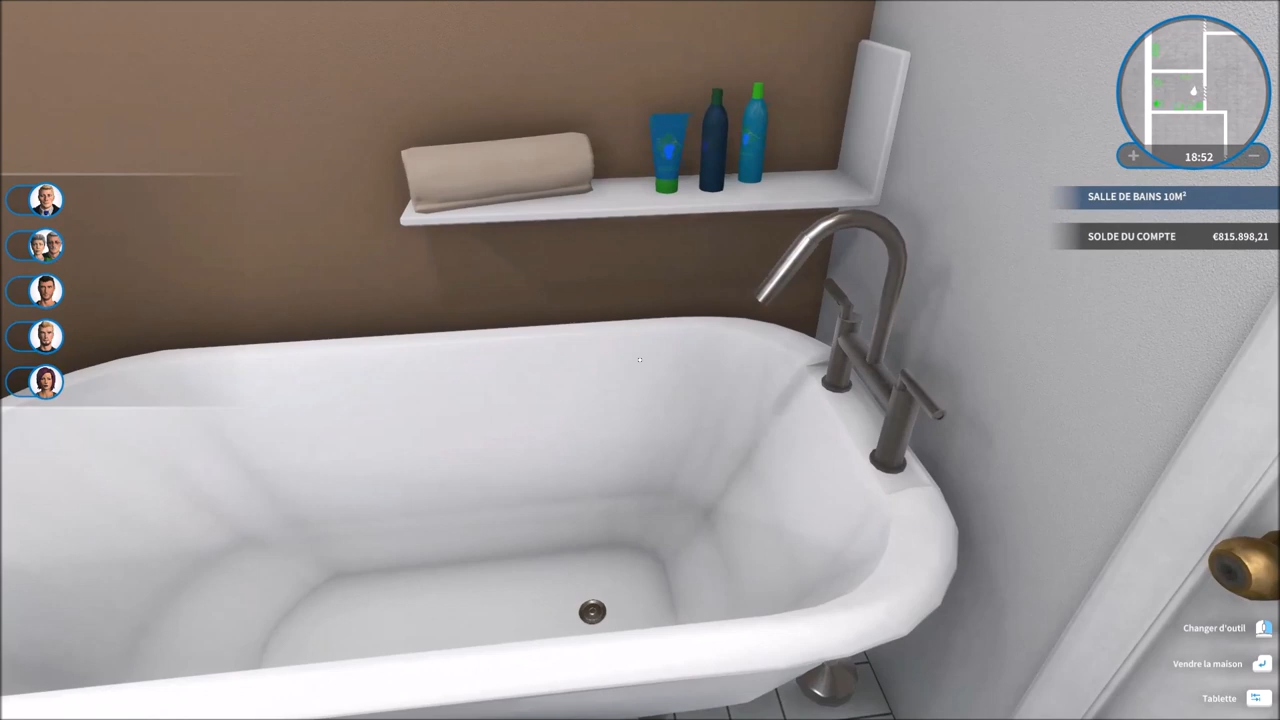 18:52
SALLE DE BAINS 10M²
SOLDE DU COMPTE €815.898,21
Changer d'outil
Vendre la maison
Tablette